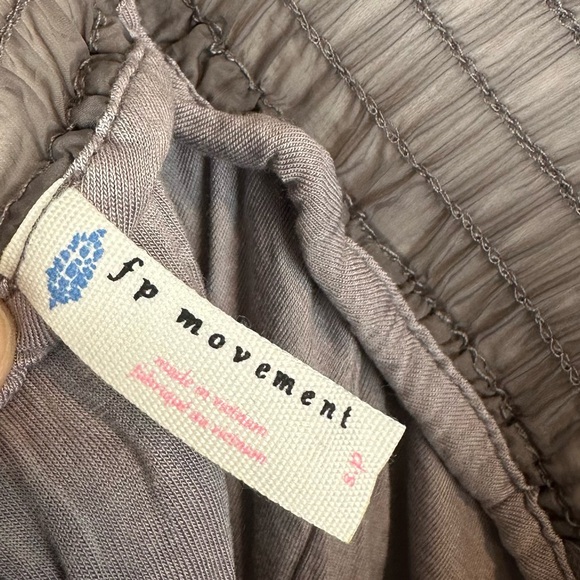 fp movement
made in vietnam
fabriqué au vietnam
s.p